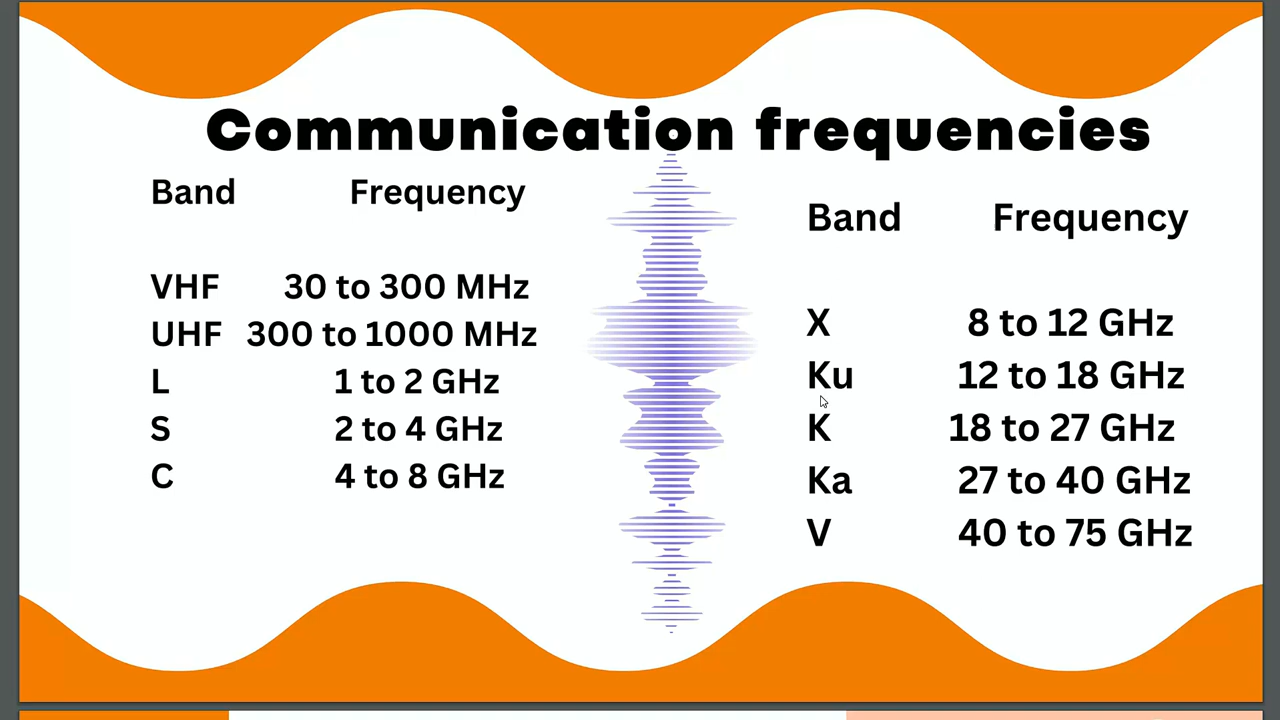 Communication frequencies
Band Frequency
VHF 30 to 300 MHz
UHF 300 to 1000 MHz
L 1 to 2 GHz
S 2 to 4 GHz
C 4 to 8 GHz
Band Frequency
X 8 to 12 GHz
Ku 12 to 18 GHz
K 18 to 27 GHz
Ka 27 to 40 GHz
V 40 to 75 GHz